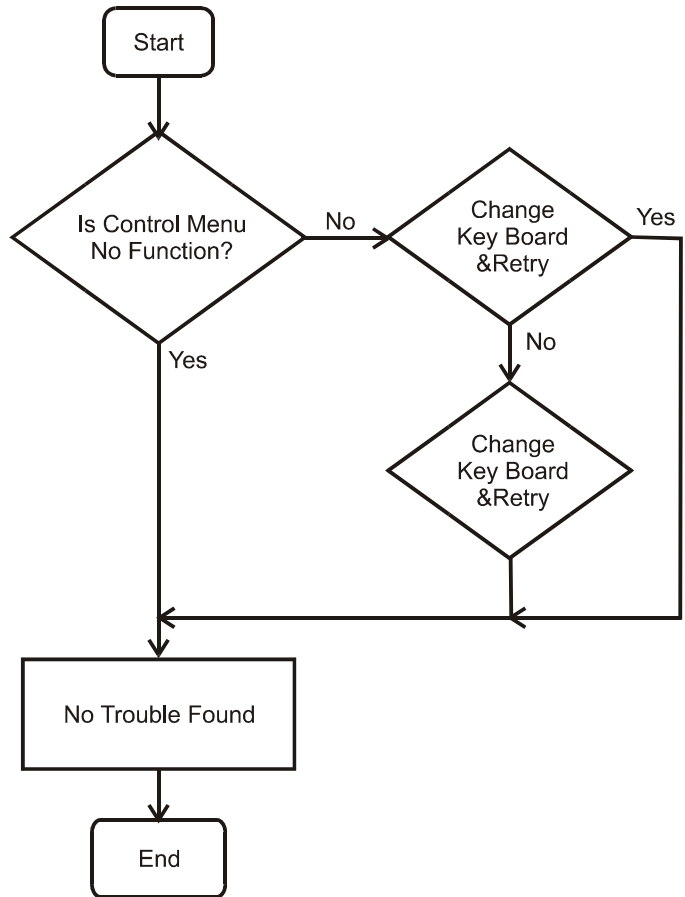 Start
Is Control Menu
No Function?
No
Change
Key Board
&Retry
Yes
Yes
No
Change
Key Board
&Retry
No Trouble Found
End